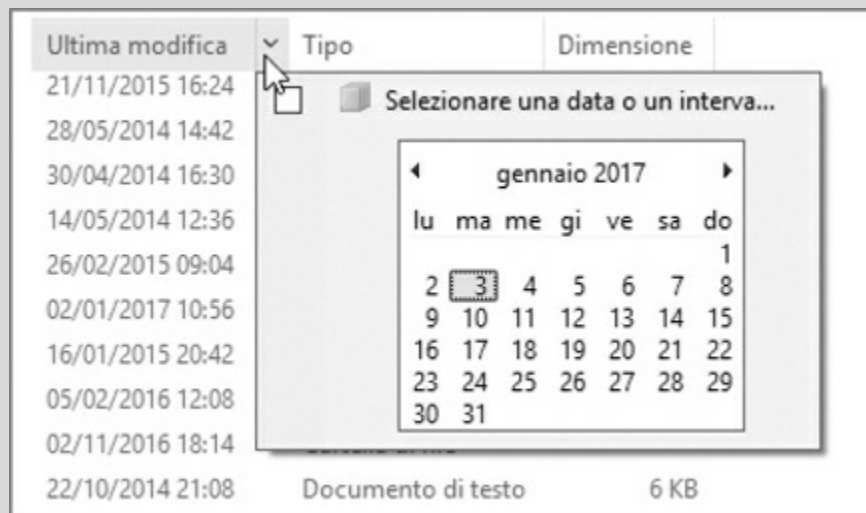 Ultima modifica Tipo Dimensione
21/11/2015 16:24
Selezionare una data o un interva...
28/05/2014 14:42
gennaio 2017
30/04/2014 16:30
14/05/2014 12:36
lu ma me gi ve sa do
26/02/2015 09:04
1
2 3 4 5 6 7 8
02/01/2017 10:56
9 10 11 12 13 14 15
16/01/2015 20:42
16 17 18 19 20 21 22
23 24 25 26 27 28 29
05/02/2016 12:08
30 31
02/11/2016 18:14
22/10/2014 21:08 Documento di testo 6 KB